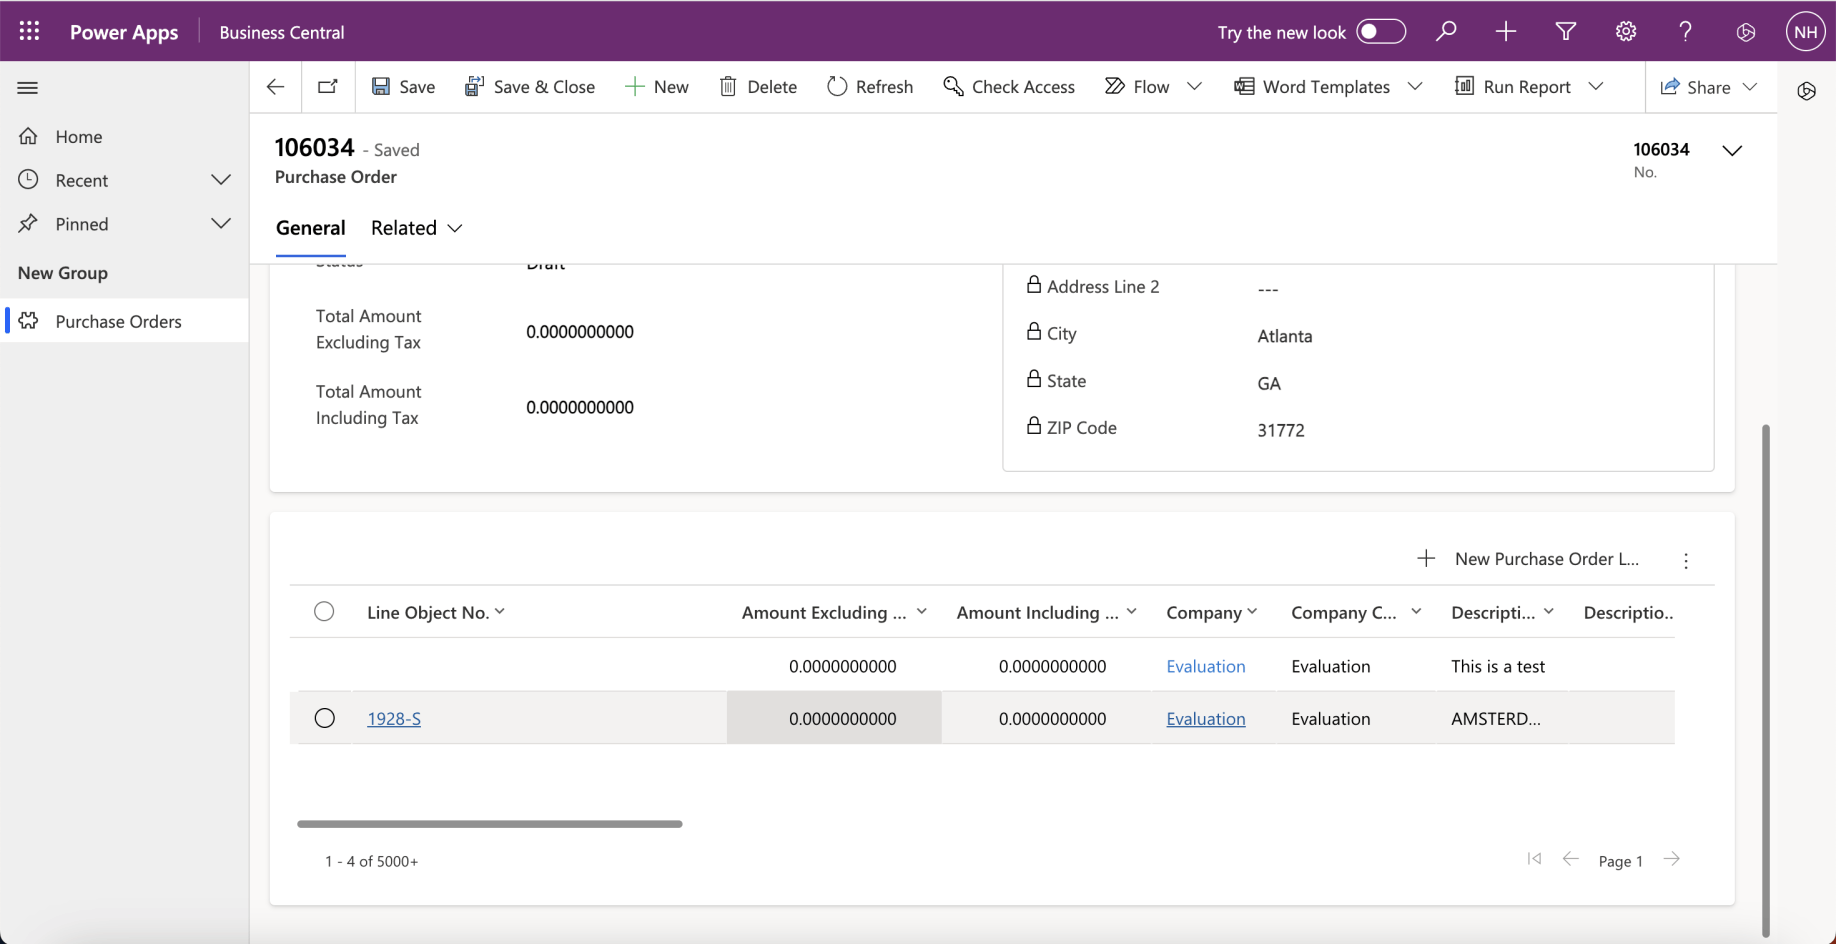 Power Apps Business Central Try the new look NH
Save Save & Close New Delete Refresh Check Access Flow Word Templates Run Report Share
Home
Recent
Pinned
New Group
Purchase Orders
106034 - Saved
Purchase Order
106034
No.
General Related
Status Draft
Total Amount
Excluding Tax
0.0000000000
Total Amount
Including Tax
0.0000000000
Address Line 2 ---
City Atlanta
State GA
ZIP Code 31772
New Purchase Order L...
Line Object No. Amount Excluding ... Amount Including ... Company Company C... Descripti... Descriptio..
0.0000000000 0.0000000000 Evaluation Evaluation This is a test
1928-S 0.0000000000 0.0000000000 Evaluation Evaluation AMSTERD...
1 - 4 of 5000+ Page 1